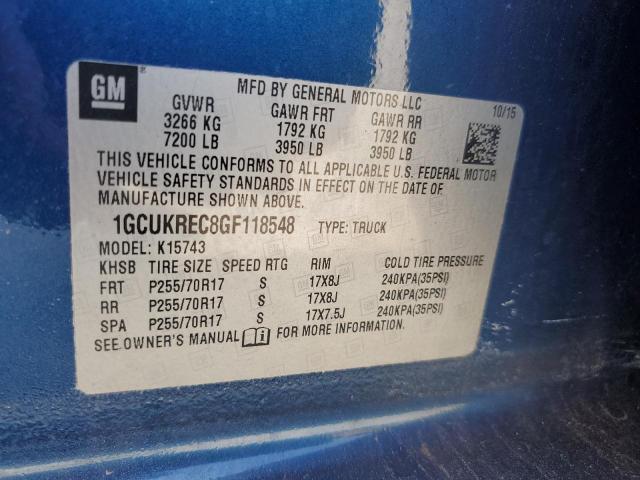 GM
MFD BY GENERAL MOTORS LLC
10/15
GVWR GAWR FRT GAWR RR
3266 KG 1792 KG 1792 KG
7200 LB 3950 LB 3950 LB
THIS VEHICLE CONFORMS TO ALL APPLICABLE U.S. FEDERAL MOTOR
VEHICLE SAFETY STANDARDS IN EFFECT ON THE DATE OF
MANUFACTURE SHOWN ABOVE.
1GCUKREC8GF118548 TYPE: TRUCK
MODEL: K15743
KHSB TIRE SIZE SPEED RTG RIM COLD TIRE PRESSURE
FRT P255/70R17 S 17X8J 240KPA(35PSI)
RR P255/70R17 S 17X8J 240KPA(35PSI)
SPA P255/70R17 S 17X7.5J 240KPA(35PSI)
SEE OWNER'S MANUAL FOR MORE INFORMATION.